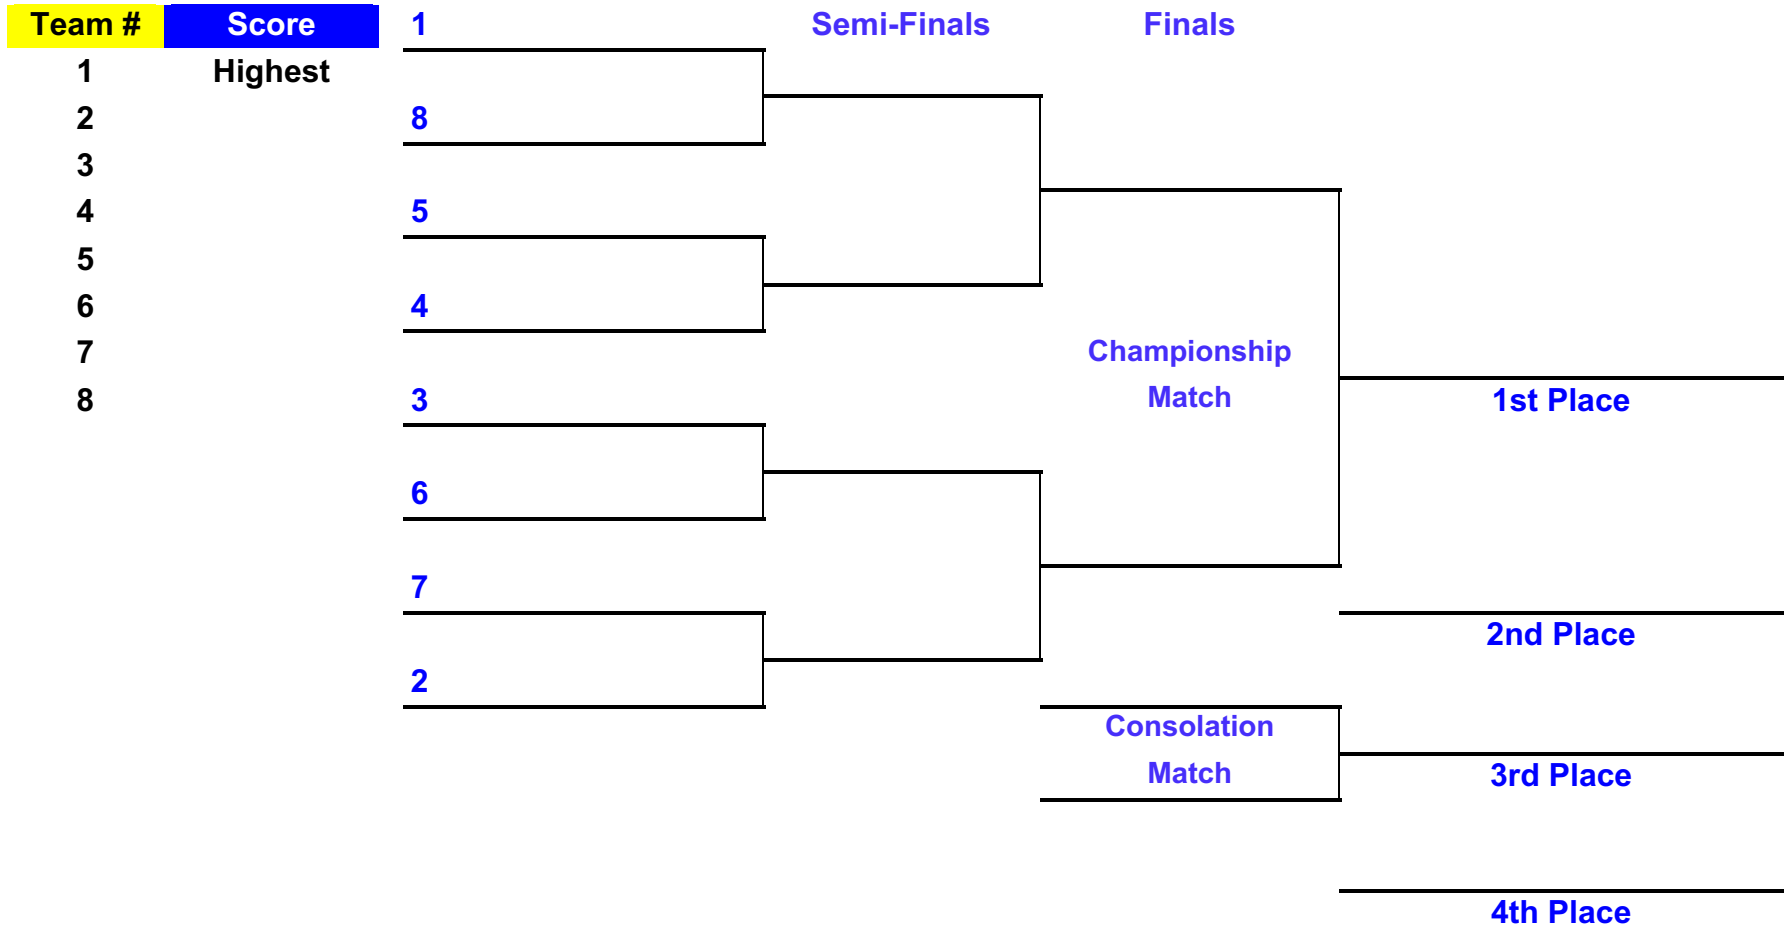 Team # Score 1 Semi-Finals Finals
1 Highest
2 8
3
4 5
5
6 4
7 Championship
8 3 Match 1st Place
6
7
2nd Place
2
Consolation
Match 3rd Place
4th Place